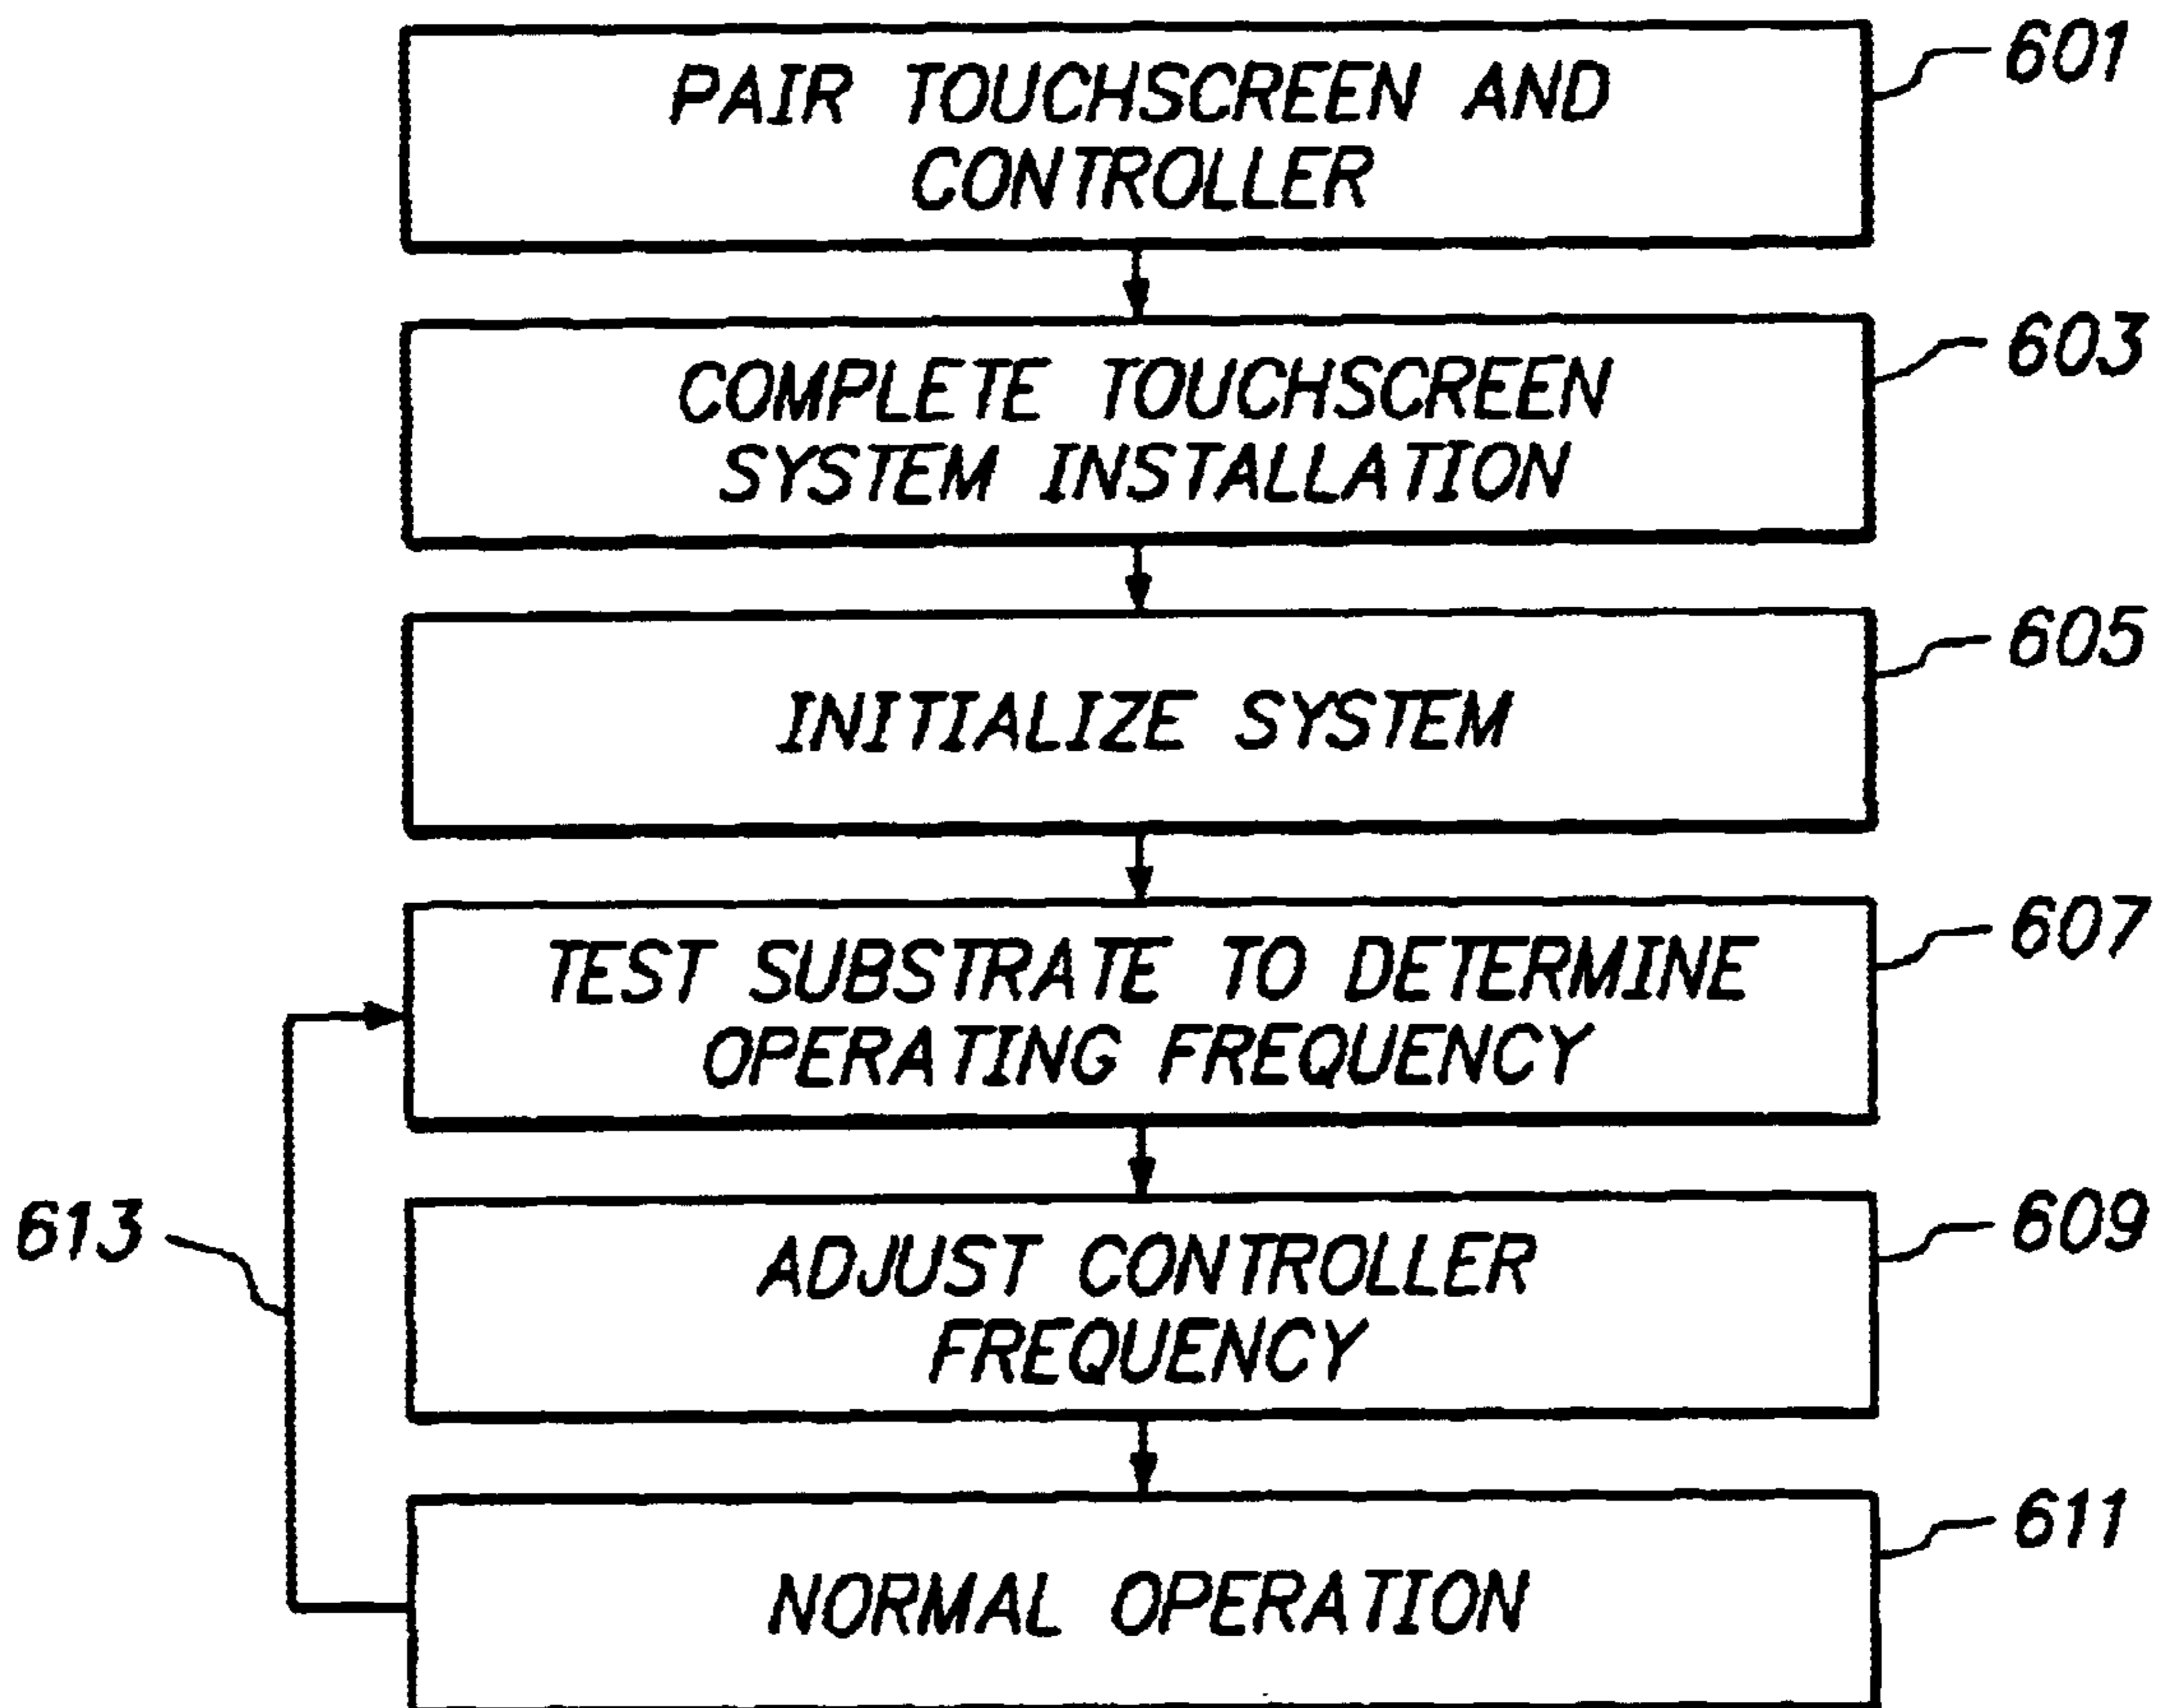 PAIR TOUCHSCREEN AND
CONTROLLER
601
COMPLETE TOUCHSCREEN
SYSTEM INSTALLATION
603
INITIALIZE SYSTEM
605
TEST SUBSTRATE TO DETERMINE
OPERATING FREQUENCY
607
ADJUST CONTROLLER
FREQUENCY
609
613
NORMAL OPERATION
611